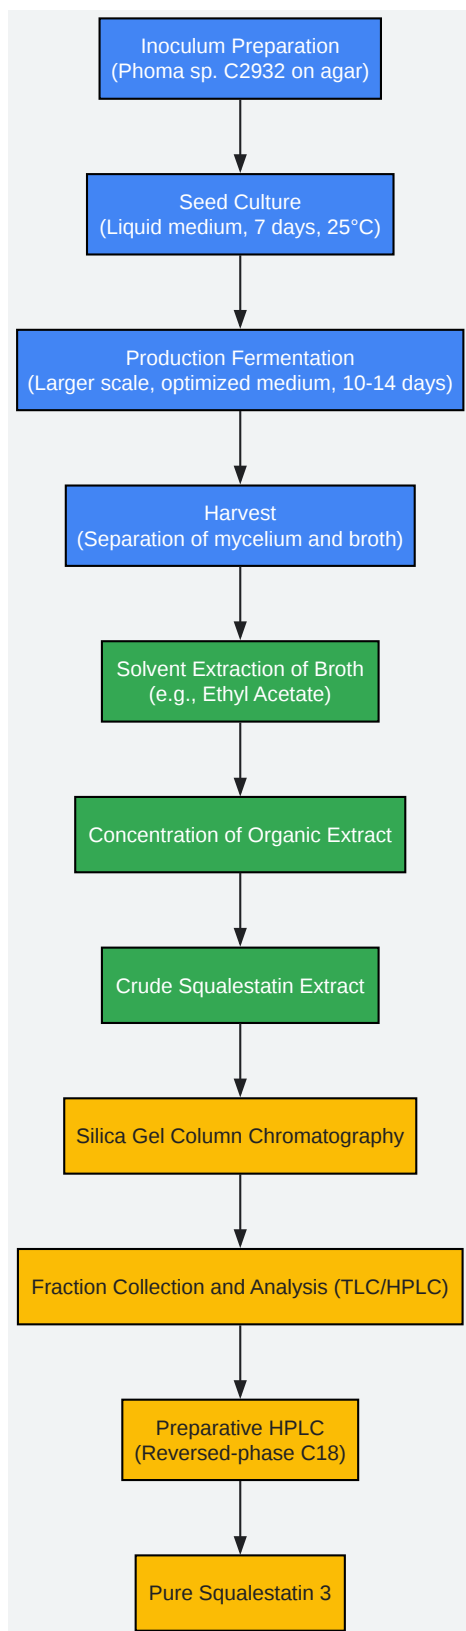 Inoculum Preparation
(Phoma sp. C2932 on agar)
Seed Culture
(Liquid medium, 7 days, 25°C)
Production Fermentation
(Larger scale, optimized medium, 10-14 days)
Harvest
(Separation of mycelium and broth)
Solvent Extraction of Broth
(e.g., Ethyl Acetate)
Concentration of Organic Extract
Crude Squalestatin Extract
Silica Gel Column Chromatography
Fraction Collection and Analysis (TLC/HPLC)
Preparative HPLC
(Reversed-phase C18)
Pure Squalestatin 3